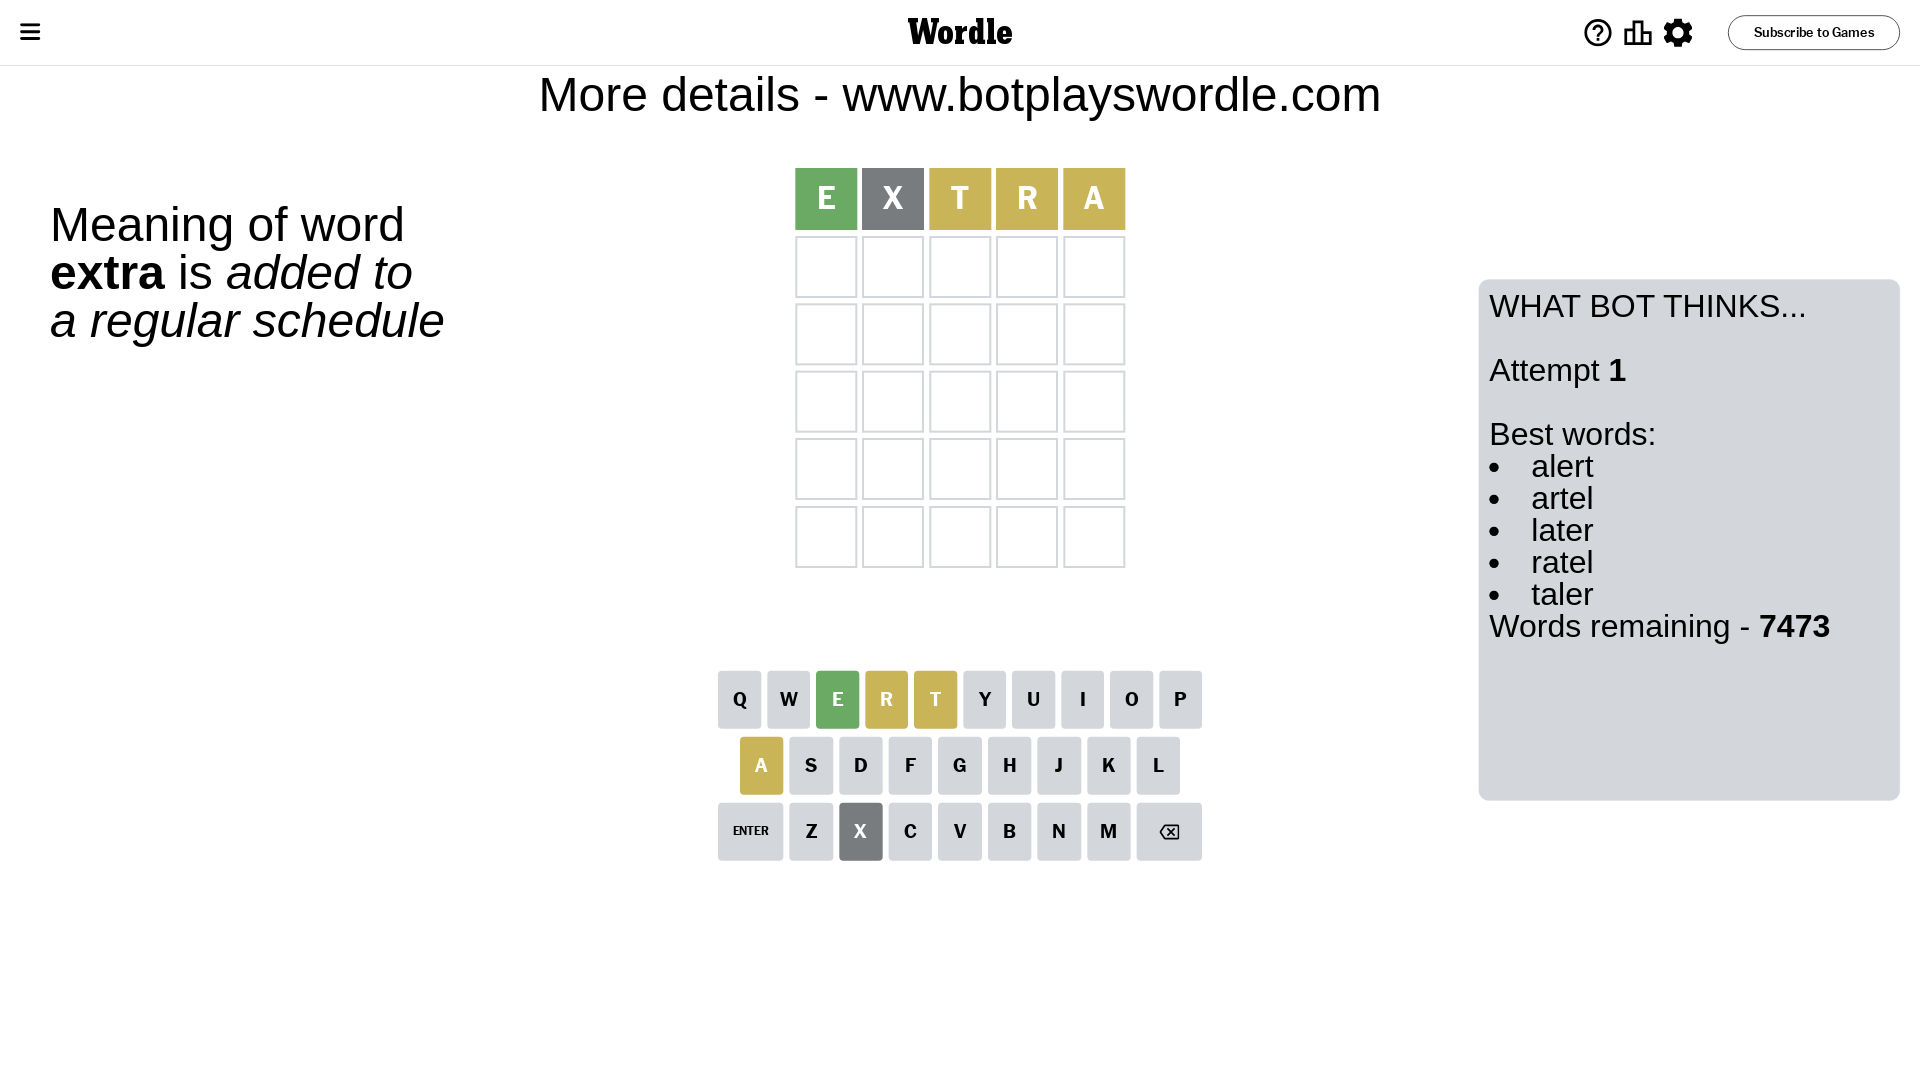 Wordle
Subscribe to Games
More details - www.botplayswordle.com
Meaning of word
extra is added to
a regular schedule
E X T R A
WHAT BOT THINKS...
Attempt 1
Best words:
• alert
• artel
• later
• ratel
• taler
Words remaining - 7473
Q W E R T Y U I O P
A S D F G H J K L
ENTER Z X C V B N M